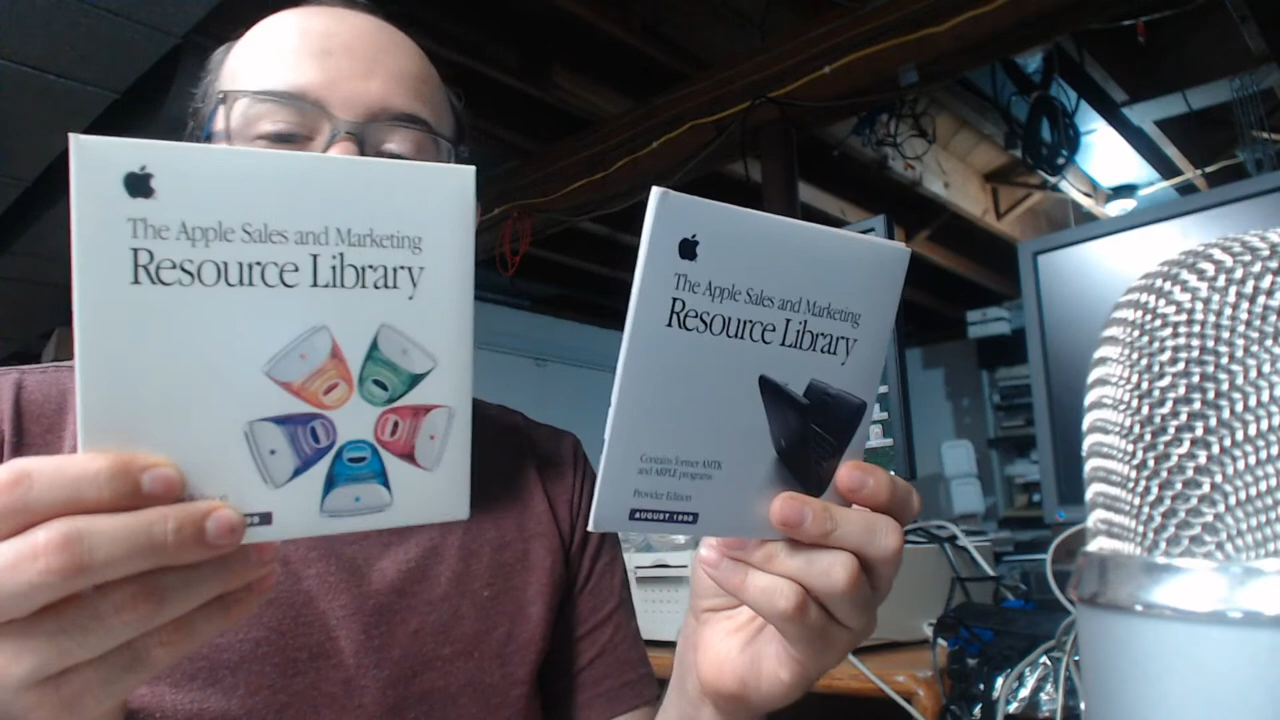 The Apple Sales and Marketing
Resource Library
The Apple Sales and Marketing
Resource Library
Contains former AMTK
and ARPLE programs
Provider Edition
AUGUST 1998